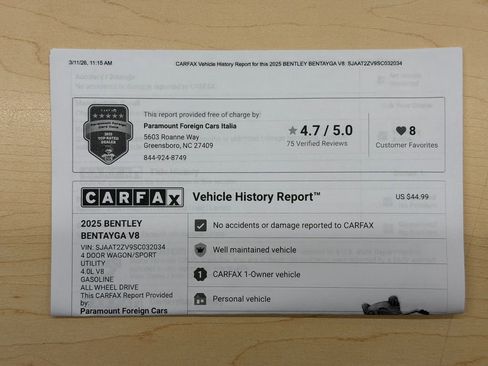 3/11/26, 11:15 AM CARFAX Vehicle History Report for this 2025 BENTLEY BENTAYGA V8: SJAAT2ZV9SC032034
This report provided free of charge by:
Paramount Foreign Cars Italia
5603 Roanne Way
Greensboro, NC 27409
844-924-8749
4.7 / 5.0
75 Verified Reviews
8
Customer Favorites
CARFAX Vehicle History Report™ US $44.99
2025 BENTLEY
BENTAYGA V8
VIN: SJAAT2ZV9SC032034
4 DOOR WAGON/SPORT
UTILITY
4.0L V8
GASOLINE
ALL WHEEL DRIVE
This CARFAX Report Provided
by:
Paramount Foreign Cars
No accidents or damage reported to CARFAX
Well maintained vehicle
1
CARFAX 1-Owner vehicle
Personal vehicle